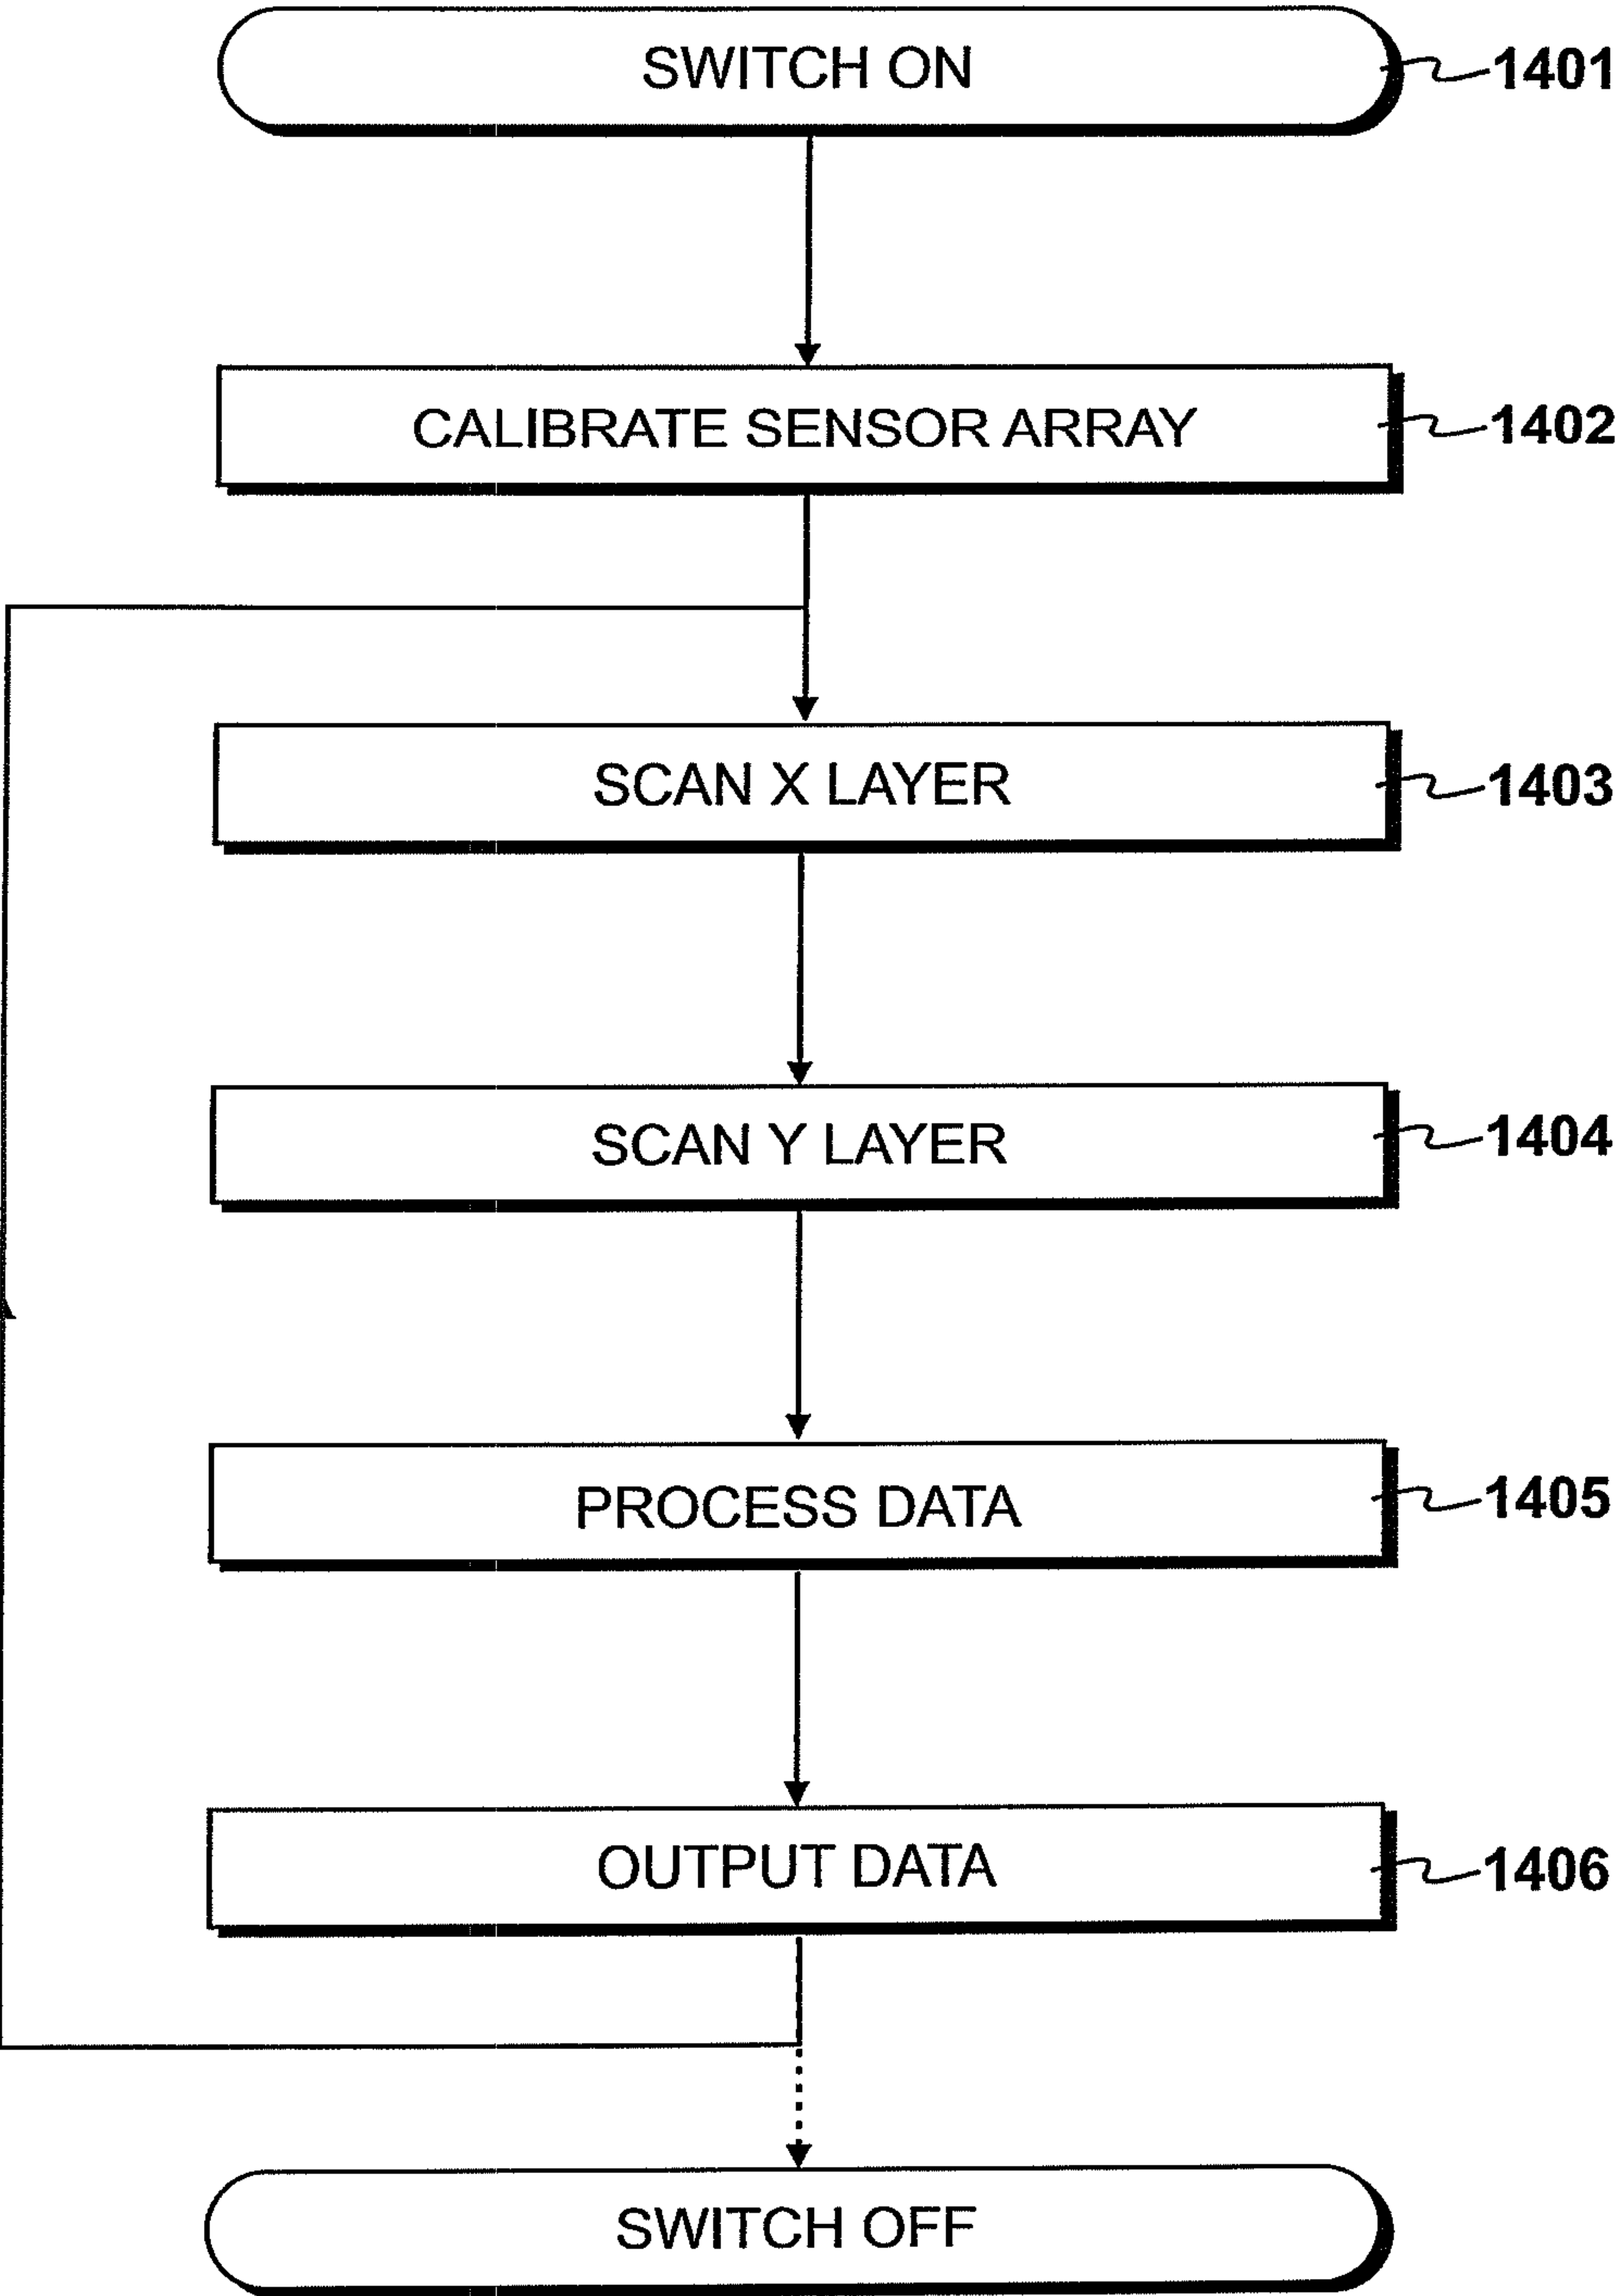 SWITCH ON 1401
CALIBRATE SENSOR ARRAY 1402
SCAN X LAYER 1403
SCAN Y LAYER 1404
PROCESS DATA 1405
OUTPUT DATA 1406
SWITCH OFF